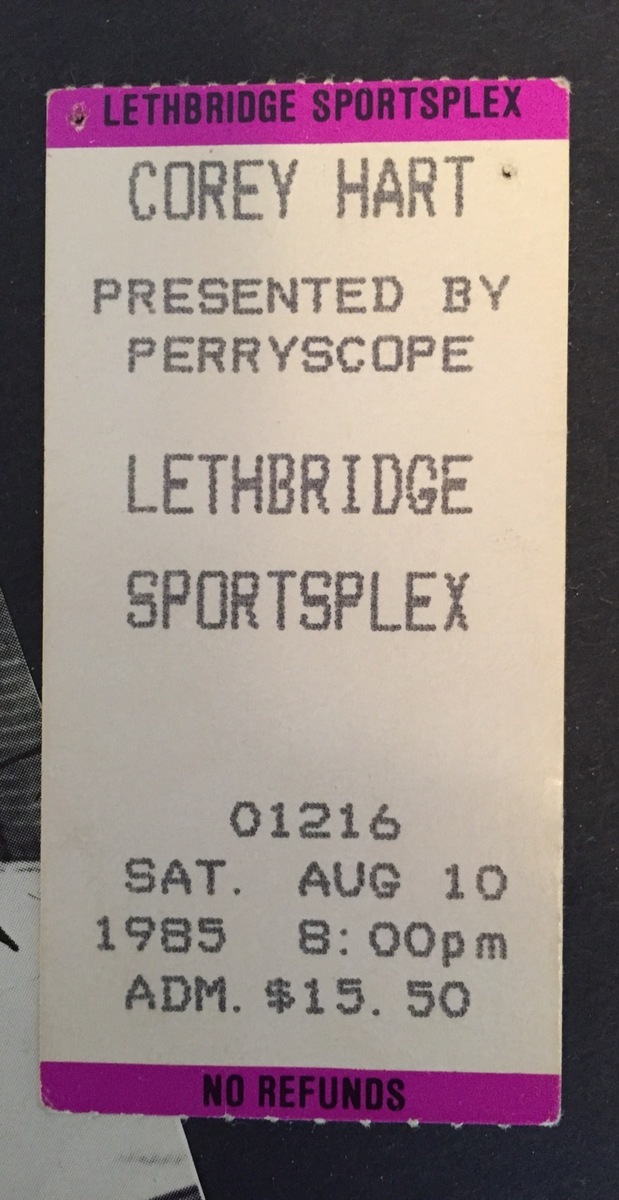 LETHBRIDGE SPORTSPLEX
COREY HART
PRESENTED BY
PERRYSCOPE
LETHBRIDGE
SPORTSPLEX
01216
SAT. AUG 10
1985 8:00pm
ADM. $15.50
NO REFUNDS